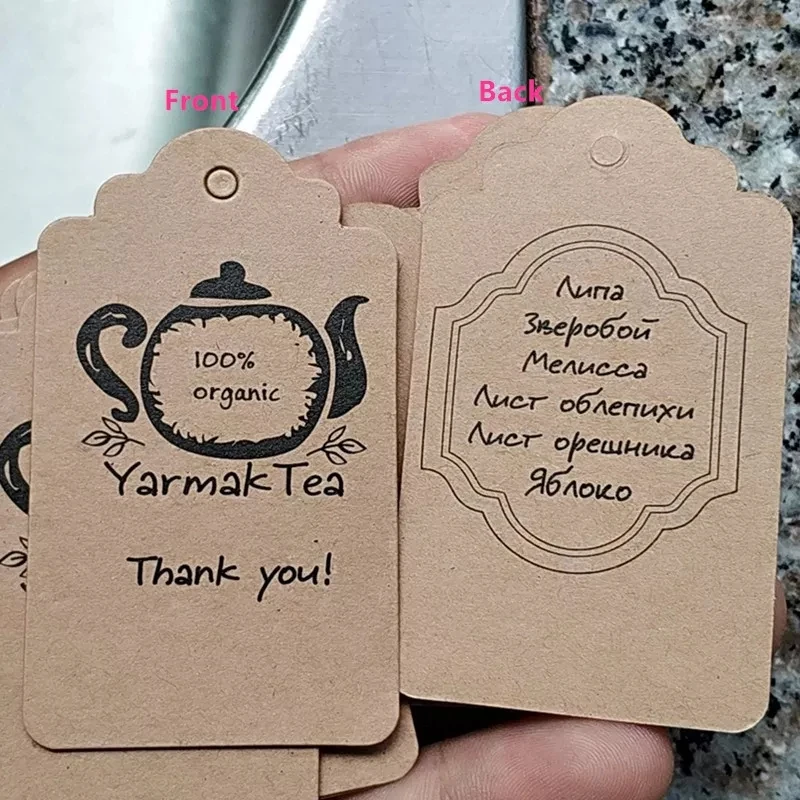 Front
100%
organic
YarmakTea
Thank you!
Back
Липа
Зверобой
Мелисса
Лист облепихи
Лист орешника
Яблоко